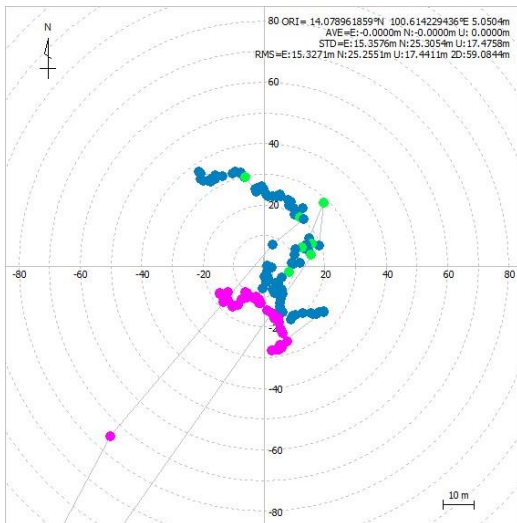 80 ORI= 14.078961859°N 100.614229436°E 5.0504m
AVE=E:-0.0000m N:-0.0000m U: 0.0000m
N
STD=E:15.3576m N:25.3054m U:17.4758m
RMS=E:15.3271m N:25.2551m U:17.4411m 2D:59.0844m
60
40
20
-80 -60 -40 -20 20 40 60 80
-20
-40
-60
10 m
-80